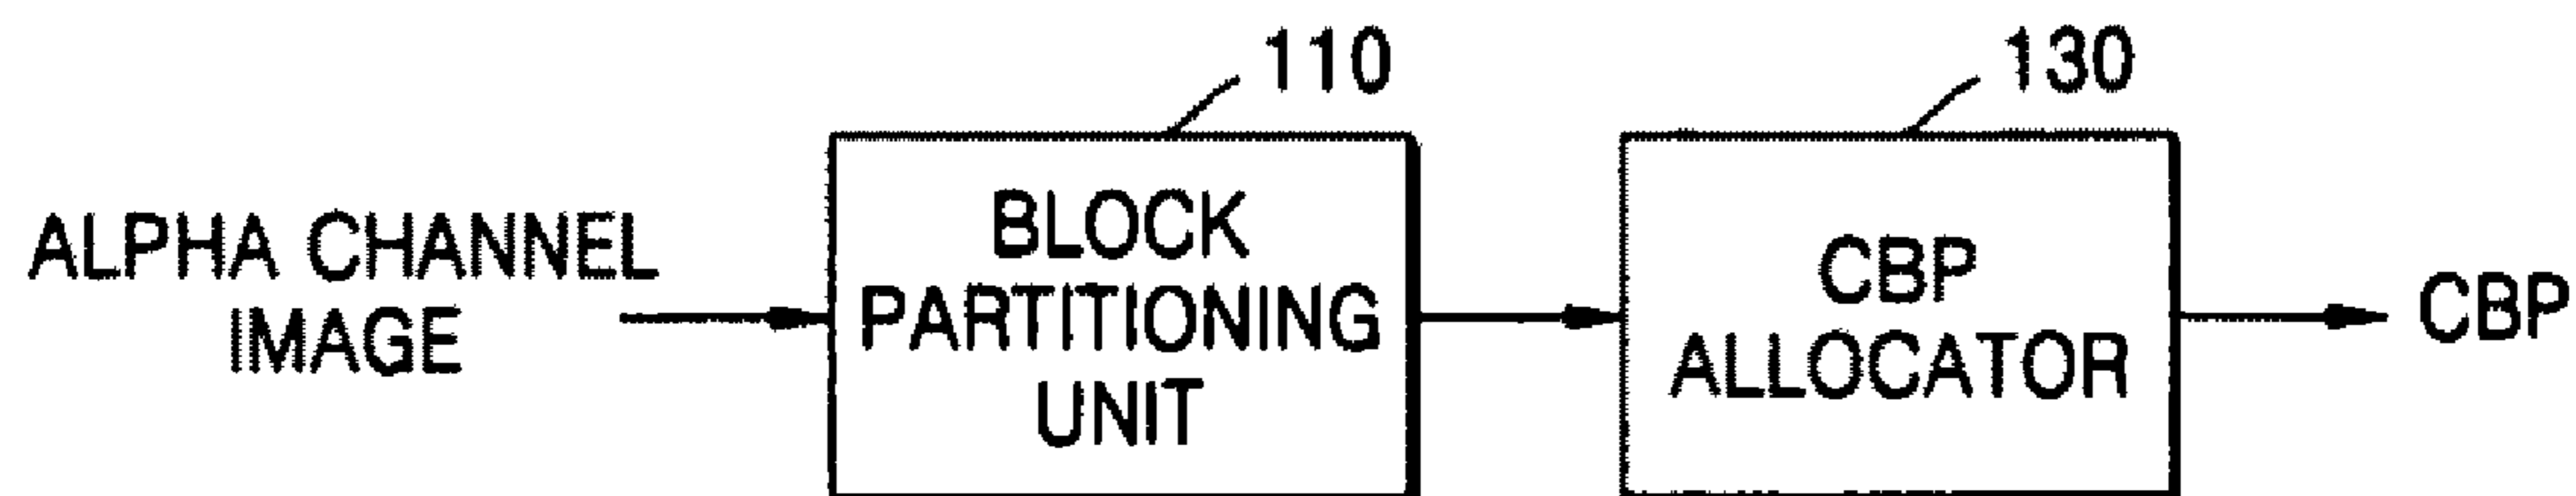 110
130
ALPHA CHANNEL
IMAGE
BLOCK
PARTITIONING
UNIT
CBP
ALLOCATOR
CBP